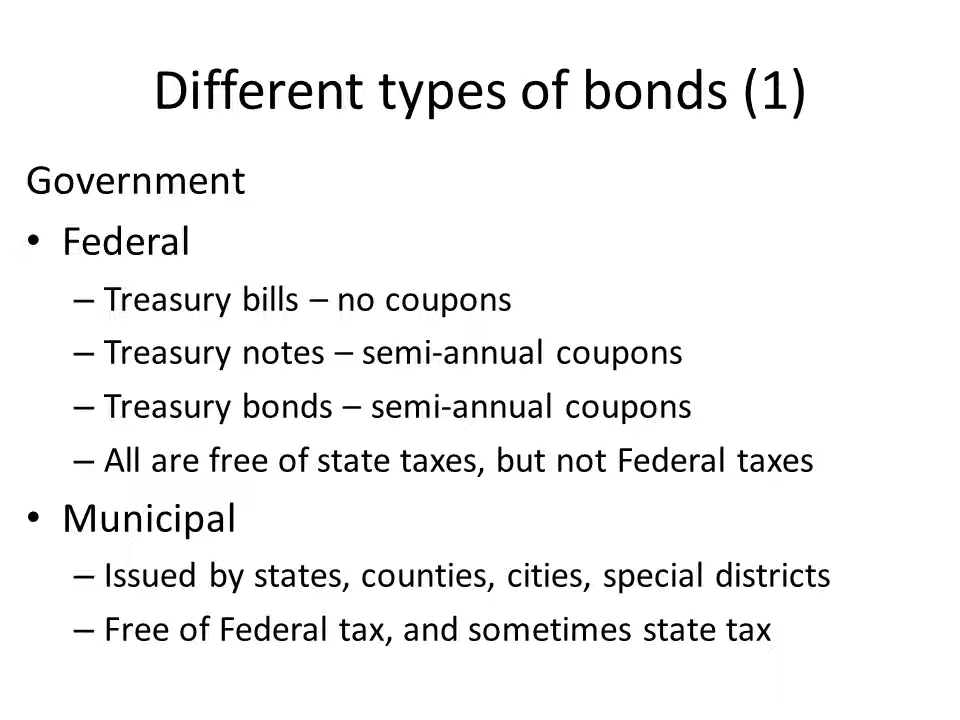 Different types of bonds (1)
Government
• Federal
– Treasury bills – no coupons
– Treasury notes – semi-annual coupons
– Treasury bonds – semi-annual coupons
– All are free of state taxes, but not Federal taxes
• Municipal
– Issued by states, counties, cities, special districts
– Free of Federal tax, and sometimes state tax